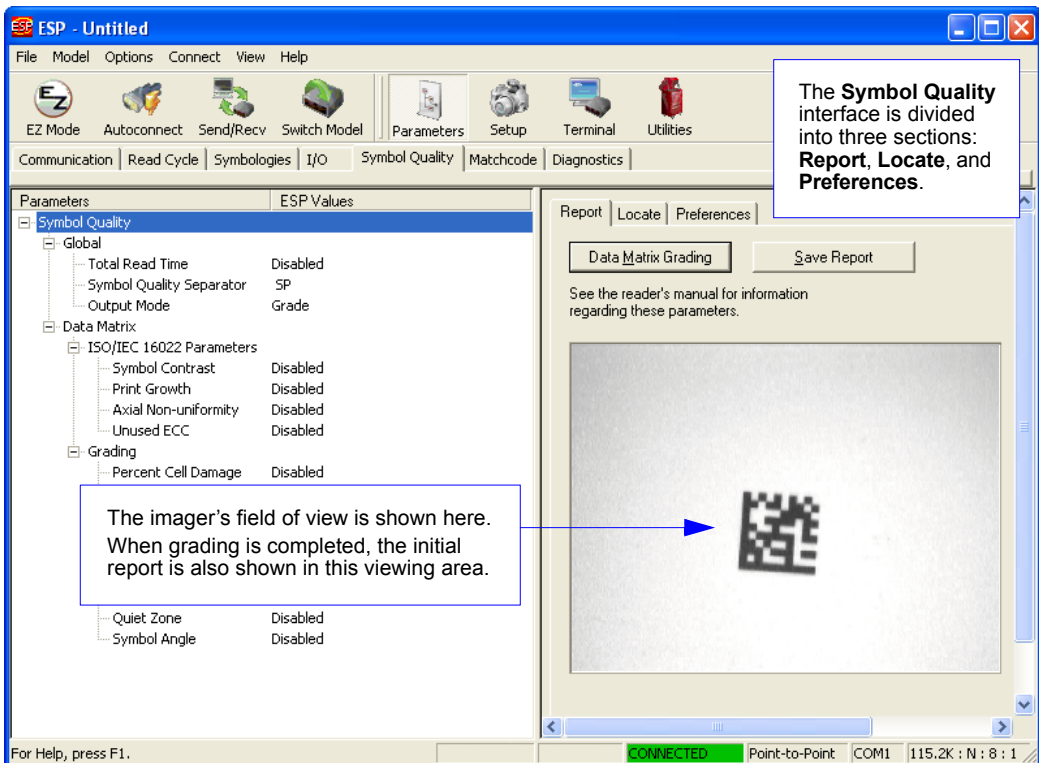 ESP - Untitled
File Model Options Connect View Help
EZ Mode Autoconnect Send/Recv Switch Model Parameters Setup Terminal Utilities
Communication Read Cycle Symbologies I/O Symbol Quality Matchcode Diagnostics
The Symbol Quality
interface is divided
into three sections:
Report, Locate, and
Preferences.
Parameters ESP Values
Symbol Quality
Global
Total Read Time Disabled
Symbol Quality Separator SP
Output Mode Grade
Data Matrix
ISO/IEC 16022 Parameters
Symbol Contrast Disabled
Print Growth Disabled
Axial Non-uniformity Disabled
Unused ECC Disabled
Grading
Percent Cell Damage Disabled
The imager's field of view is shown here.
When grading is completed, the initial
report is also shown in this viewing area.
Quiet Zone Disabled
Symbol Angle Disabled
Report Locate Preferences
Data Matrix Grading Save Report
See the reader's manual for information
regarding these parameters.
For Help, press F1. CONNECTED Point-to-Point COM1 115.2K : N : 8 : 1